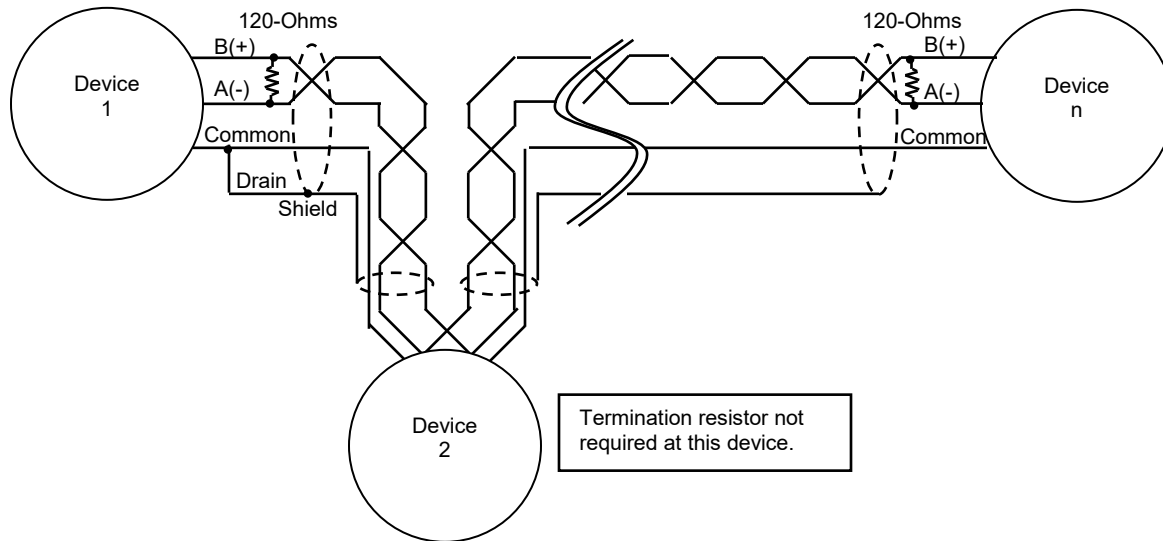 120-Ohms
B(+)
A(-)
Device
1
Common
Drain
Shield
120-Ohms
B(+)
A(-)
Common
Device
n
Device
2
Termination resistor not
required at this device.